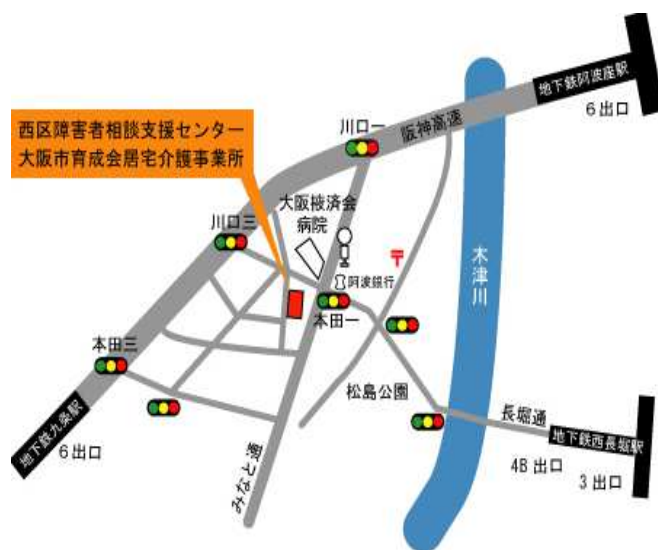 地下鉄阿波座駅
6出口
阪神高速
川口一
西区障害者相談支援センター
大阪市育成会居宅介護事業所
大阪掖済会
病院
川口三
木津川
阿波銀行
本田一
本田三
松島公園
長堀通
地下鉄西長堀駅
4B 出口
3 出口
地下鉄九条駅
6出口
みなと通